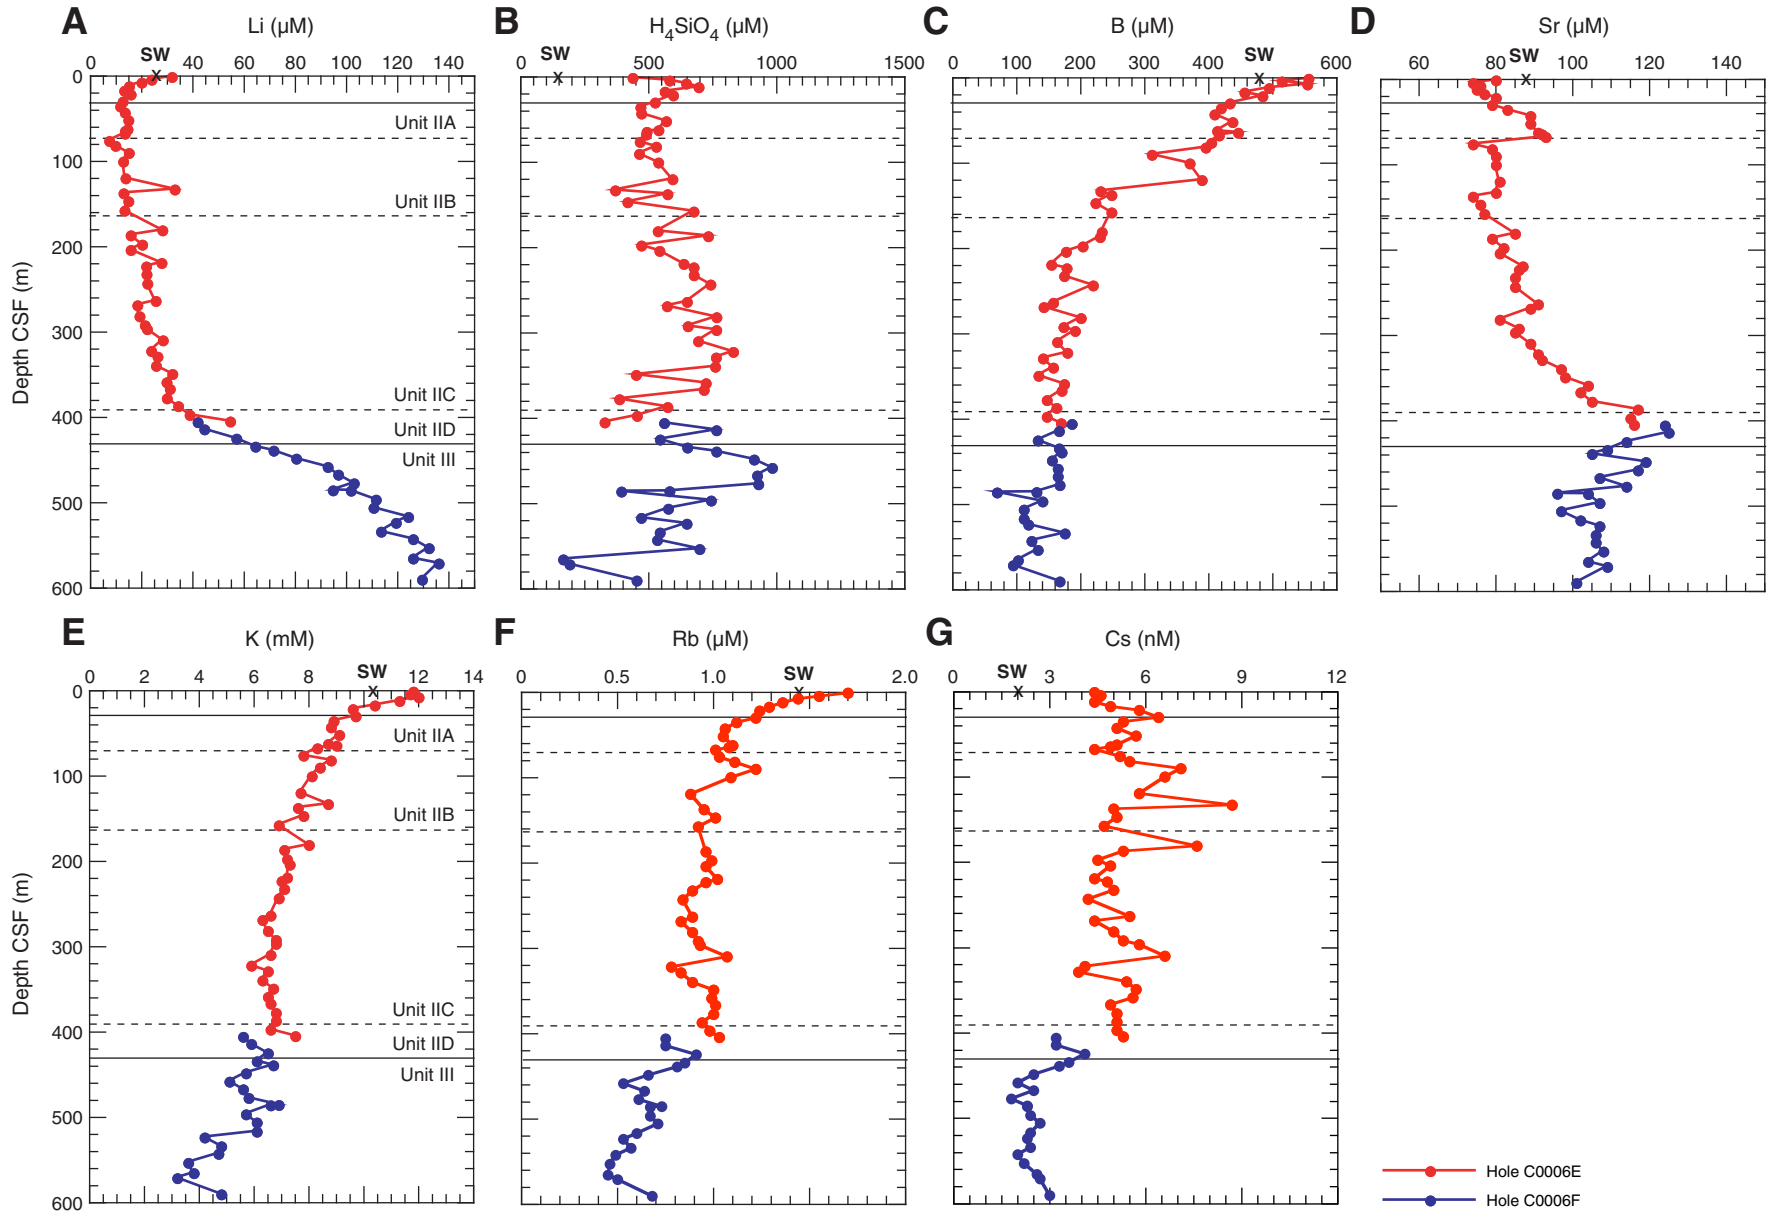 A Li (µM)
B H4SiO4 (µM)
C B (µM)
D Sr (µM)
SW SW SW SW
0 20 40 60 80 100 120 140
0 500 1000 1500
0 100 200 300 400 500 600
60 80 100 120 140
x x x x
0
Unit IIA
100
Unit IIB
200
Depth CSF (m)
300
Unit IIC
400
Unit IID
Unit III
500
600
E K (mM)
F Rb (µM)
G Cs (nM)
SW SW SW
0 2 4 6 8 10 12 14
0 0.5 1.0 1.5 2.0
0 3 6 9 12
x x x
0
Unit IIA
100
Unit IIB
200
Depth CSF (m)
300
Unit IIC
400
Unit IID
Unit III
500
600
Hole C0006E
Hole C0006F